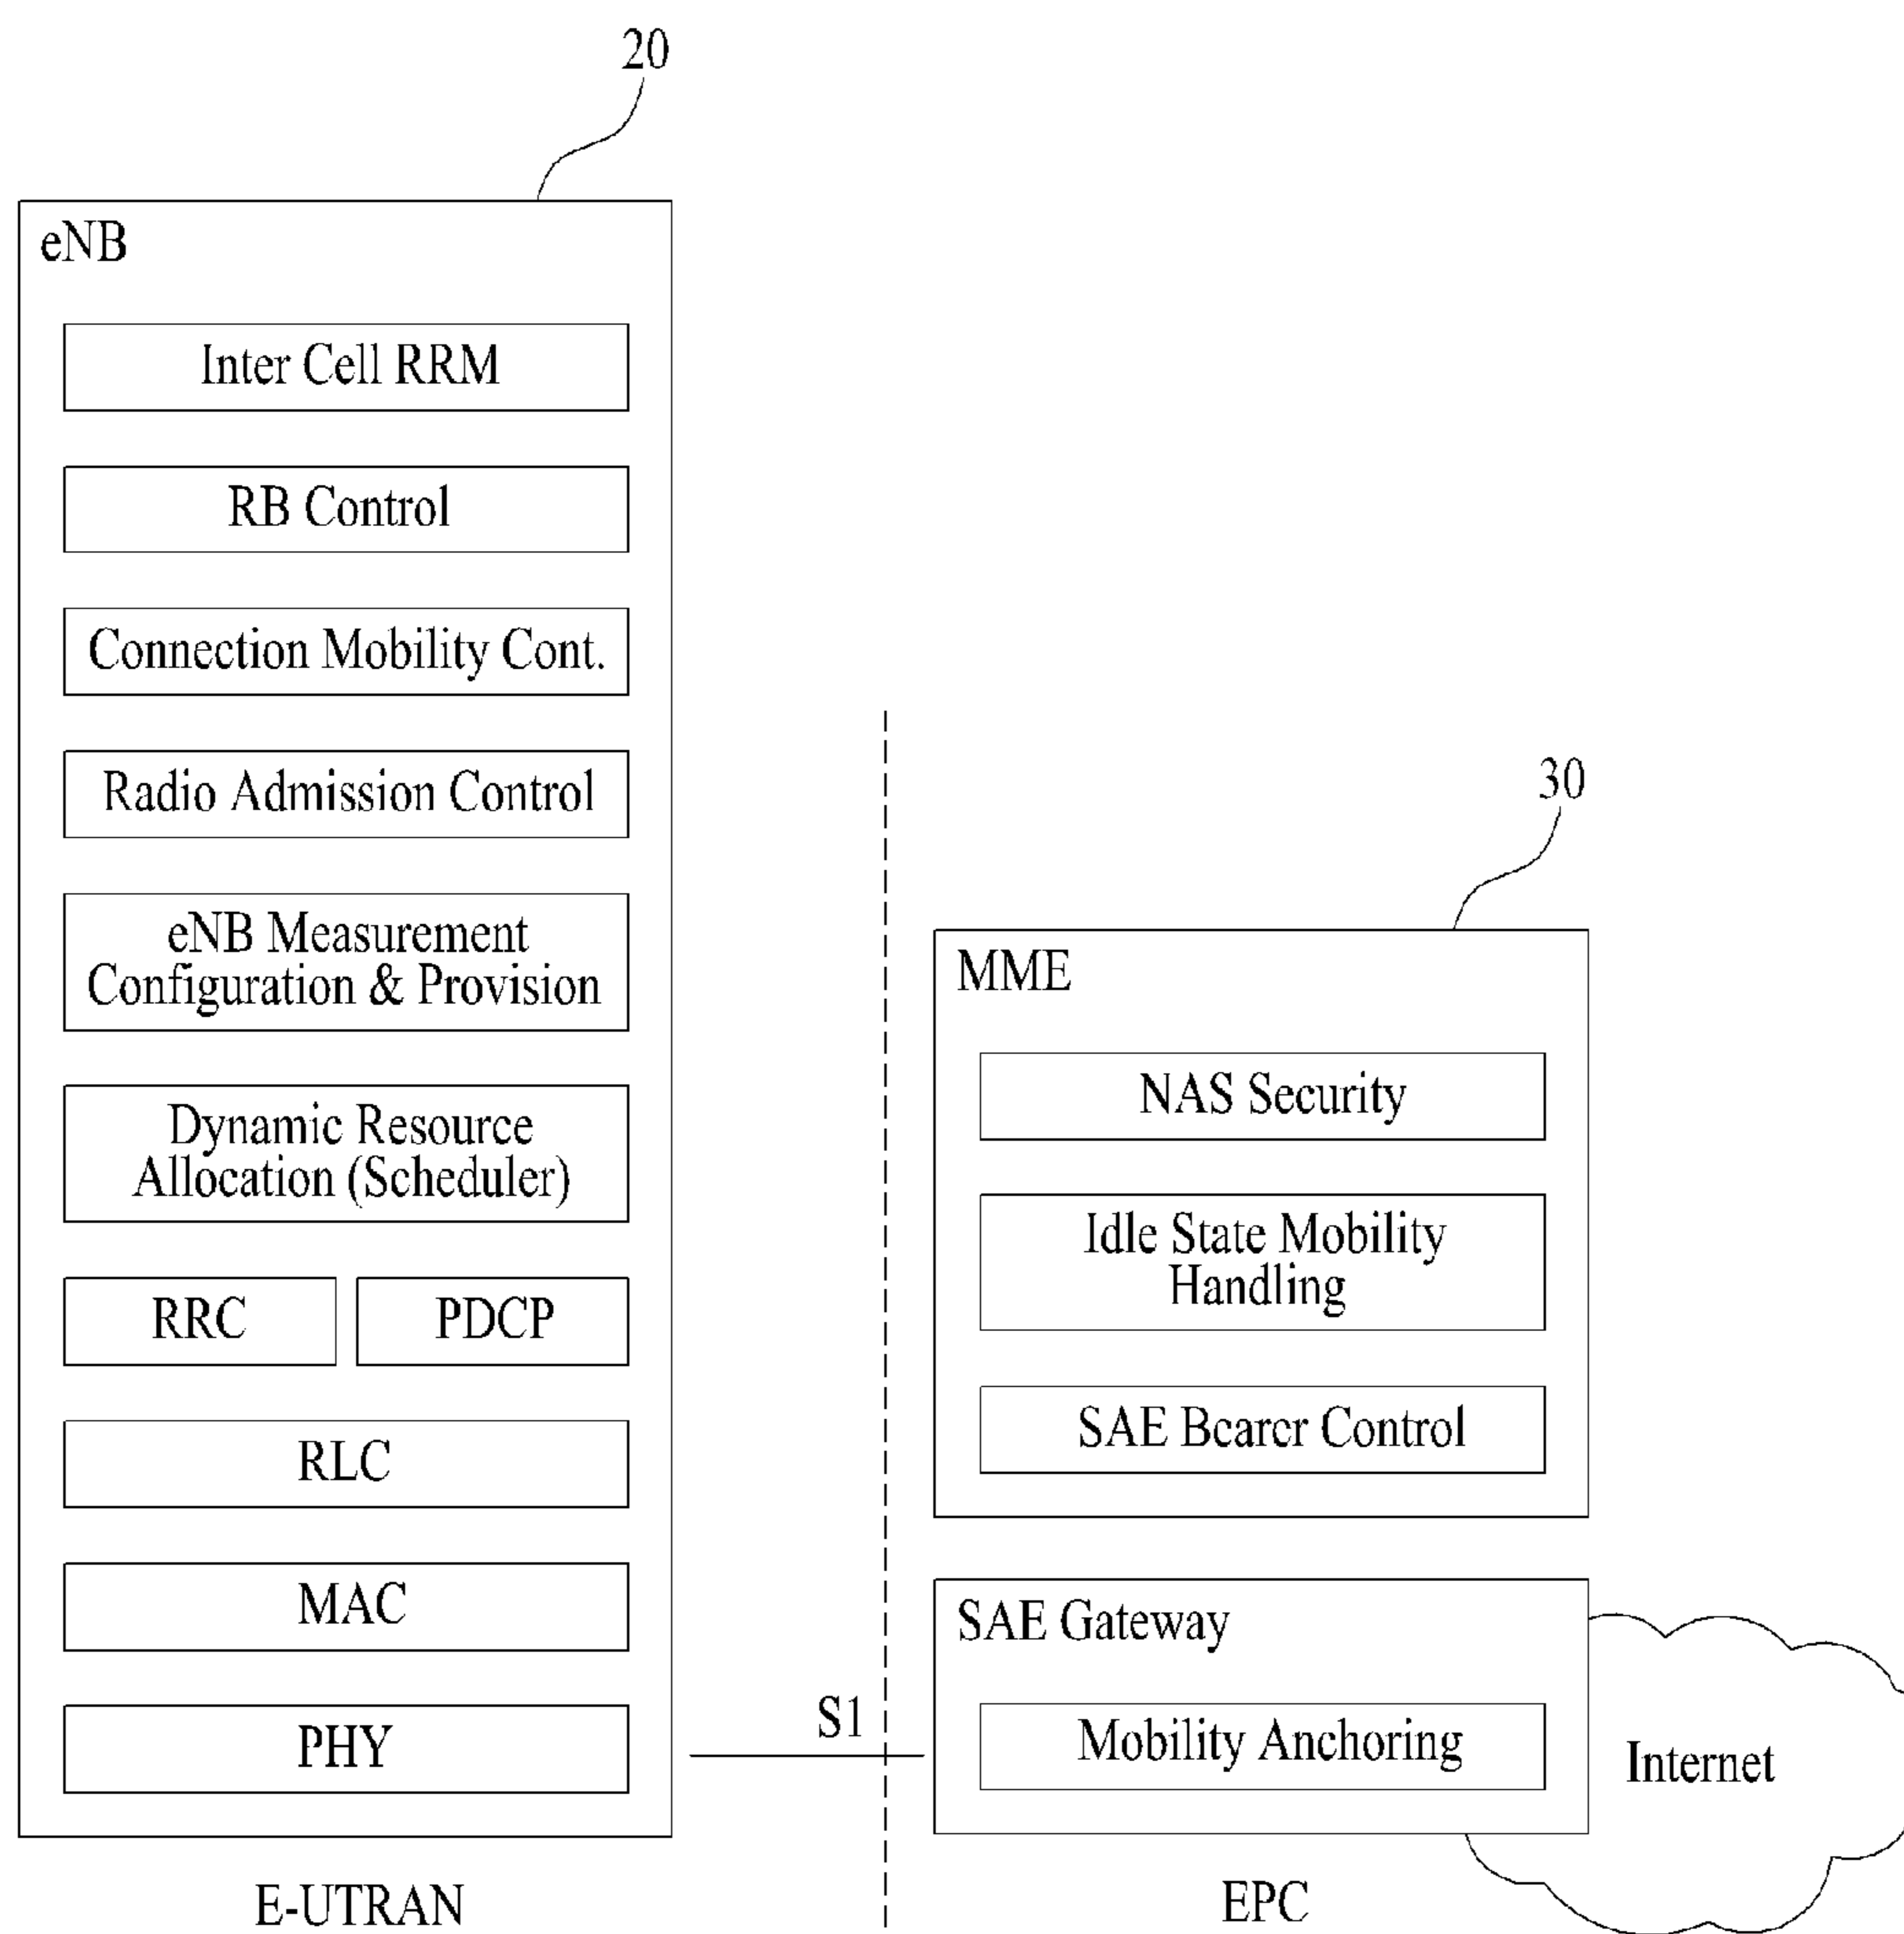 20
eNB
Inter Cell RRM
RB Control
Connection Mobility Cont.
Radio Admission Control
eNB Measurement
Configuration & Provision
Dynamic Resource
Allocation (Scheduler)
RRC
PDCP
RLC
MAC
PHY
E-UTRAN
S1
30
MME
NAS Security
Idle State Mobility
Handling
SAE Bearer Control
SAE Gateway
Mobility Anchoring
Internet
EPC